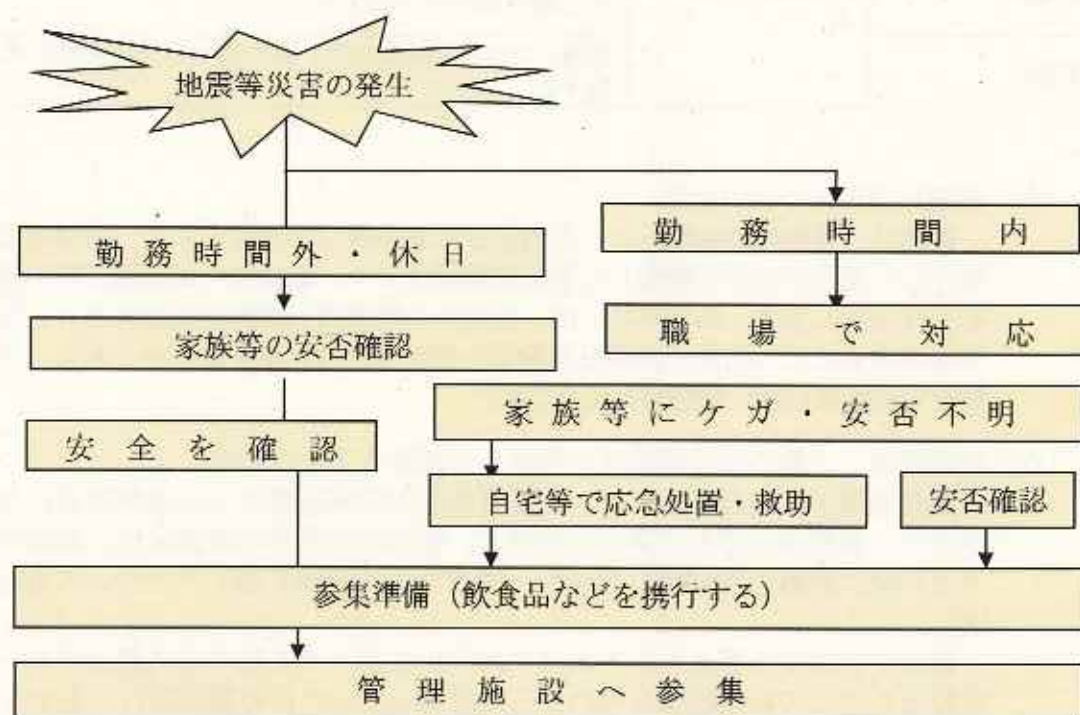 地震等災害の発生
勤務時間外・休日
勤務時間内
家族等の安否確認
職場で対応
家族等にケガ・安否不明
安全を確認
自宅等で応急処置・救助
安否確認
参集準備（飲食品などを携行する）
管理施設へ参集